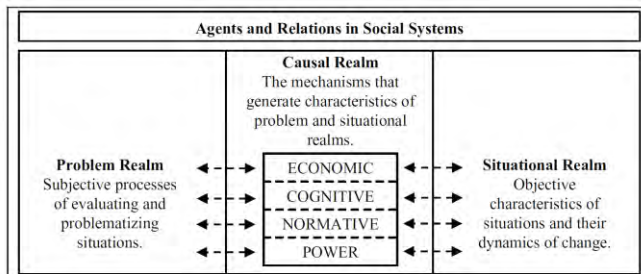 Agents and Relations in Social Systems
Causal Realm
The mechanisms that
generate characteristics of
problem and situational
realms.
Problem Realm
Subjective processes
of evaluating and
problematizing
situations.
ECONOMIC
COGNITIVE
NORMATIVE
POWER
Situational Realm
Objective
characteristics of
situations and their
dynamics of change.